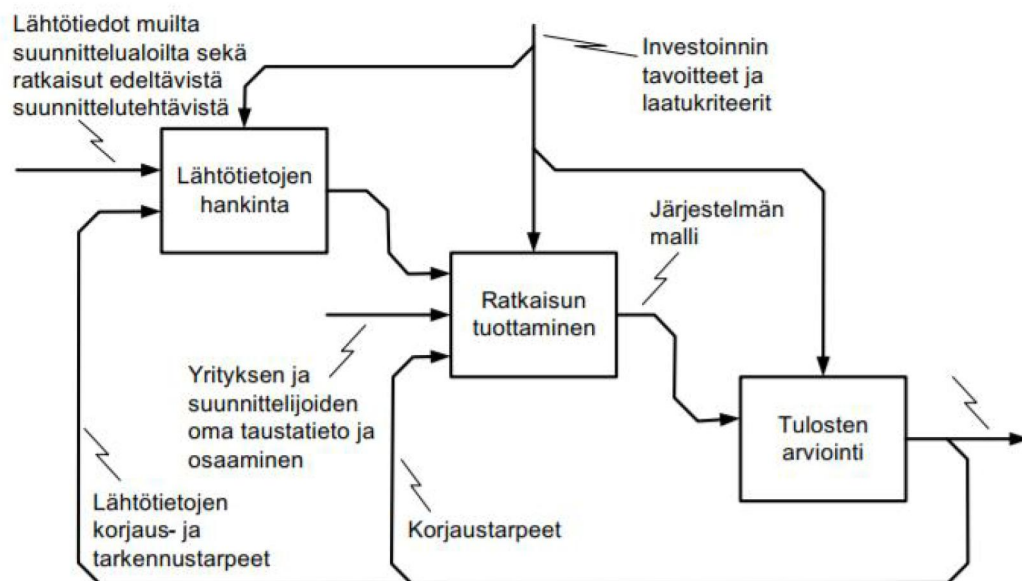 Lähtötiedot muilta
suunnittelualoilta sekä
ratkaisut edeltävistä
suunnittelutehtävistä
Investoinnin
tavoitteet ja
laatukriteerit
Lähtötietojen
hankinta
Järjestelmän
malli
Ratkaisun
tuottaminen
Yrityksen ja
suunnittelijoiden
oma taustatieto ja
osaaminen
Tulosten
arviointi
Lähtötietojen
korjaus- ja
tarkennustarpeet
Korjaustarpeet